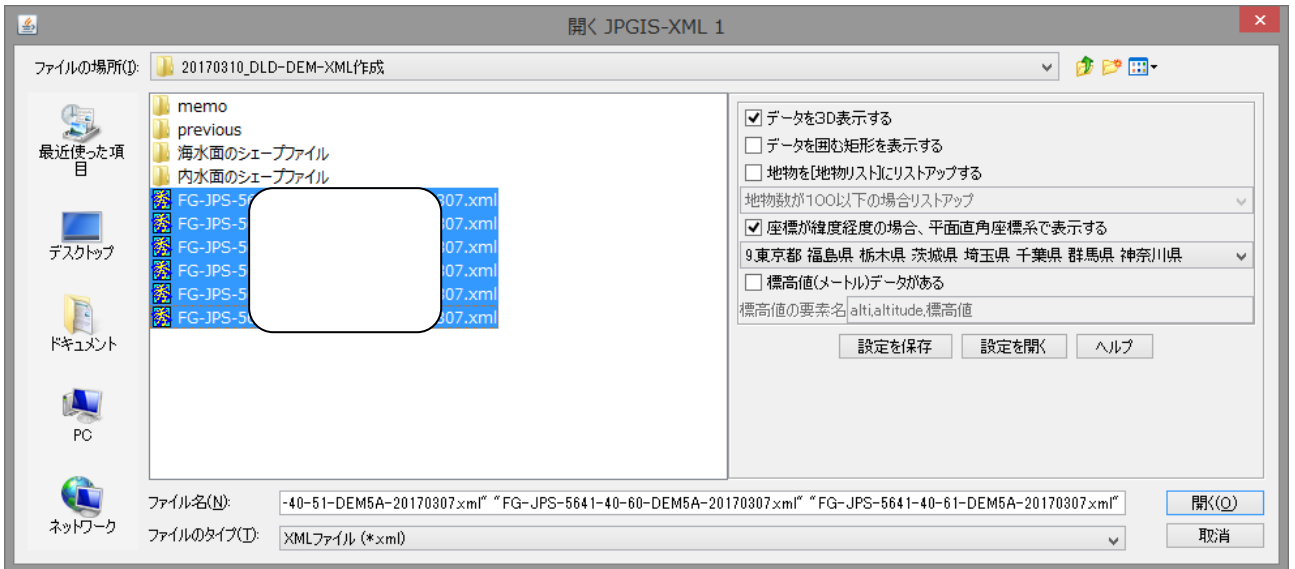 開く JPGIS-XML 1
ファイルの場所(I):
20170310_DLD-DEM-XML作成
最近使った項目
デスクトップ
ドキュメント
PC
ネットワーク
memo
previous
海水面のシェープファイル
内水面のシェープファイル
FG-JPS-5 307.xml
FG-JPS-5 307.xml
FG-JPS-5 307.xml
FG-JPS-5 307.xml
FG-JPS-5 307.xml
FG-JPS-5 307.xml
データを3D表示する
データを囲む矩形を表示する
地物を[地物リスト]にリストアップする
地物数が100以下の場合リストアップ
座標が緯度経度の場合、平面直角座標系で表示する
9.東京都 福島県 栃木県 茨城県 埼玉県 千葉県 群馬県 神奈川県
標高値(メートル)データがある
標高値の要素名 alti,altitude,標高値
設定を保存 設定を開く ヘルプ
ファイル名(N): -40-51-DEM5A-20170307.xml" "FG-JPS-5641-40-60-DEM5A-20170307.xml" "FG-JPS-5641-40-61-DEM5A-20170307.xml"
開く(O)
ファイルのタイプ(T): XMLファイル (*.xml)
取消